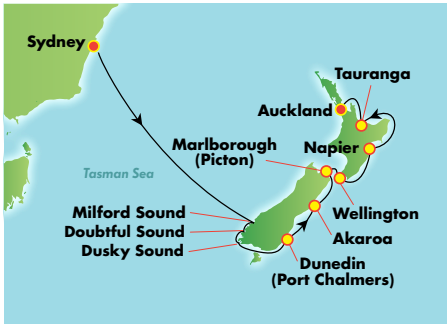 Sydney
Tauranga
Auckland
Marlborough
(Picton)
Napier
Tasman Sea
Milford Sound
Doubtful Sound
Dusky Sound
Wellington
Akaroa
Dunedin
(Port Chalmers)